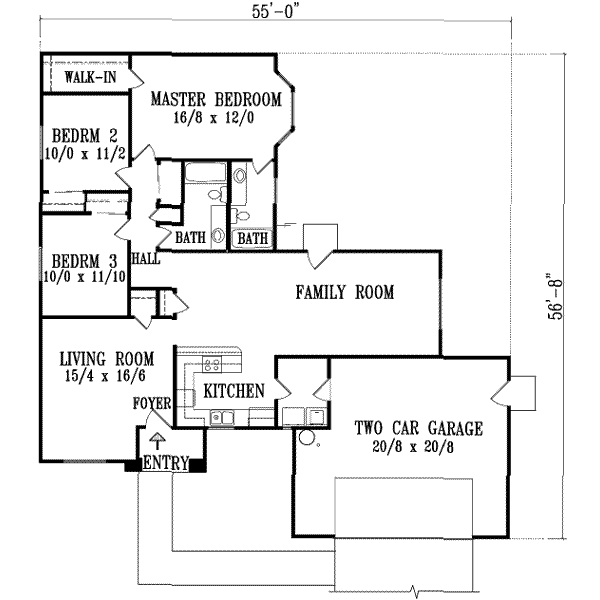 55'-0"
WALK-IN
MASTER BEDROOM
16/8 x 12/0
BEDRM 2
10/0 x 11/2
BATH
BATH
HALL
BEDRM 3
10/0 x 11/10
FAMILY ROOM
56'-8"
LIVING ROOM
15/4 x 16/6
KITCHEN
FOYER
TWO CAR GARAGE
20/8 x 20/8
ENTRY